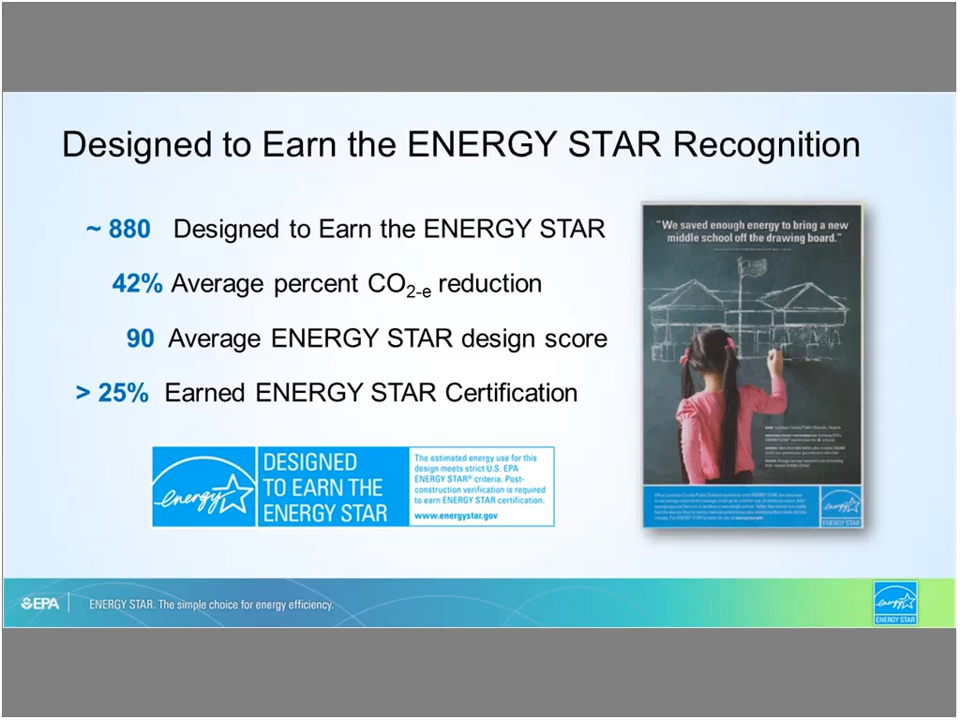 Designed to Earn the ENERGY STAR Recognition
~ 880 Designed to Earn the ENERGY STAR
42% Average percent CO2-e reduction
90 Average ENERGY STAR design score
> 25% Earned ENERGY STAR Certification
"We saved enough energy to bring a new
middle school off the drawing board."
energy
DESIGNED
TO EARN THE
ENERGY STAR
The estimated energy use for this
design meets strict U.S. EPA
ENERGY STAR® criteria. Post-
construction verification is required
to earn ENERGY STAR certification.
www.energystar.gov
energy
ENERGY STAR
EPA
ENERGY STAR. The simple choice for energy efficiency.
energy
ENERGY STAR